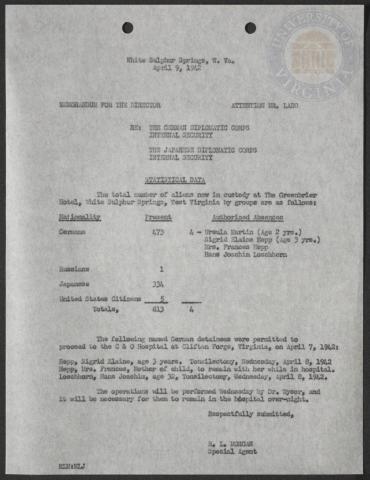 UNIVERSITY OF VIRGINIA
White Sulphur Springs, W. Va.
April 9, 1942
MEMORANDUM FOR THE DIRECTOR ATTENTION MR. LADD
RE: THE GERMAN DIPLOMATIC CORPS
INTERNAL SECURITY
THE JAPANESE DIPLOMATIC CORPS
INTERNAL SECURITY
STATISTICAL DATA
The total number of aliens now in custody at The Greenbrier
Hotel, White Sulphur Springs, West Virginia by groups are as follows:
Nationality Present Authorized Absences
Germans 473 4 - Ursula Martin (Age 2 yrs.)
Sigrid Elaine Hepp (Age 3 yrs.)
Mrs. Frances Hepp
Hans Joachim Loschhorn
Russians 1
Japanese 334
United States Citizens 5
Totals, 813 4
The following named German detainees were permitted to
proceed to the C & O Hospital at Clifton Forge, Virginia, on April 7, 1942:
Hepp, Sigrid Elaine, age 3 years. Tonsilectomy, Wednesday, April 8, 1942
Hepp, Mrs. Frances, Mother of child, to remain with her while in hospital.
Loschhorn, Hans Joachim, age 32, Tonsilectomy, Wednesday, April 8, 1942.
The operations will be performed Wednesday by Dr. Wysor, and
it will be necessary for them to remain in the hospital over-night.
Respectfully submitted,
Special Agent